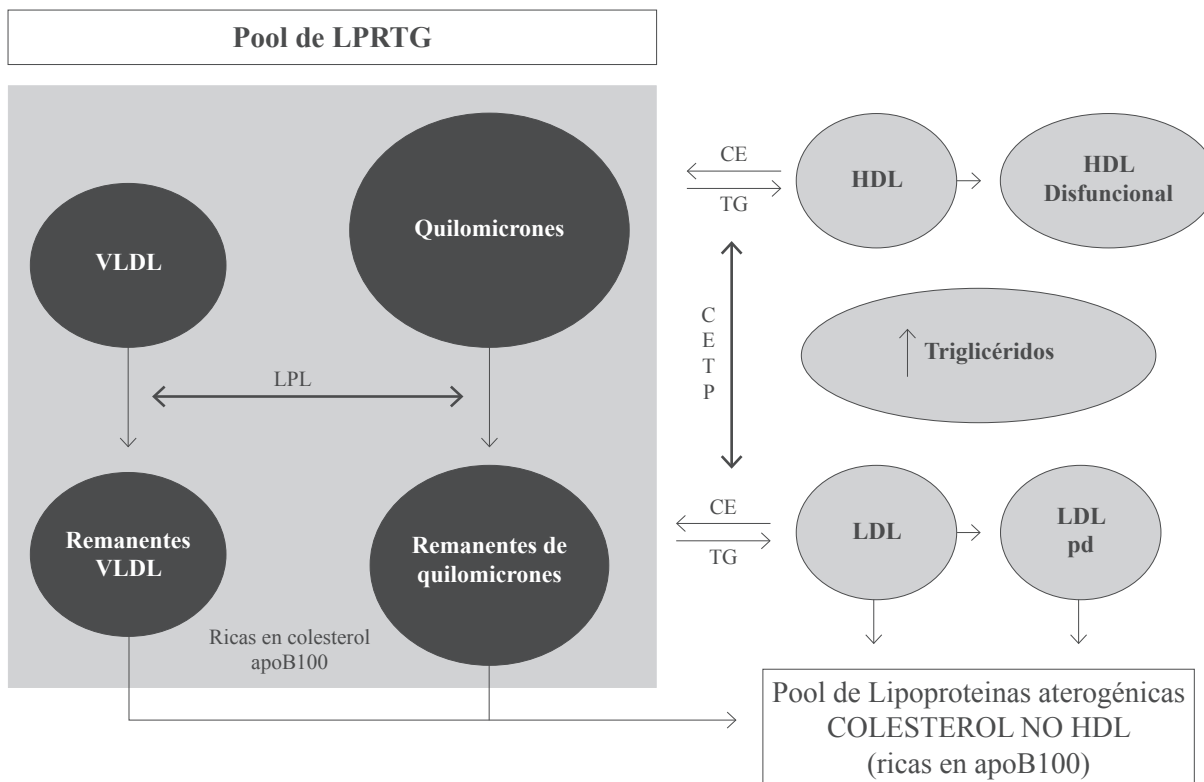 Pool de LPRTG
VLDL
Quilomicrones
LPL
Remanentes
VLDL
Remanentes de
quilomicrones
Ricas en colesterol
apoB100
CE
TG
HDL
HDL
Disfuncional
C
E
T
P
↑ Triglicéridos
CE
TG
LDL
LDL
pd
Pool de Lipoproteinas aterogénicas
COLESTEROL NO HDL
(ricas en apoB100)